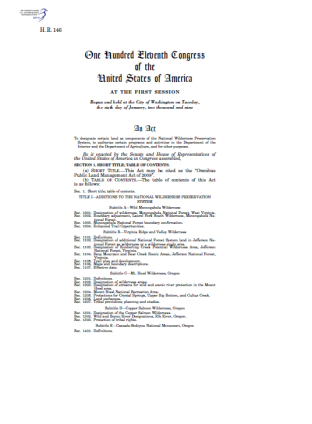 H. R. 146
One Hundred Eleventh Congress
of the
United States of America
AT THE FIRST SESSION
Begun and held at the City of Washington on Tuesday,
the sixth day of January, two thousand and nine
An Act
To designate certain land as components of the National Wilderness Preservation
System, to authorize certain programs and activities in the Department of the
Interior and the Department of Agriculture, and for other purposes.
Be it enacted by the Senate and House of Representatives of
the United States of America in Congress assembled,
SECTION 1. SHORT TITLE; TABLE OF CONTENTS.
(a) SHORT TITLE.—This Act may be cited as the "Omnibus
Public Land Management Act of 2009".
(b) TABLE OF CONTENTS.—The table of contents of this Act
is as follows:
Sec. 1. Short title; table of contents.
TITLE I—ADDITIONS TO THE NATIONAL WILDERNESS PRESERVATION
SYSTEM
Subtitle A—Wild Monongahela Wilderness
Sec. 1001. Designation of wilderness, Monongahela National Forest, West Virginia.
Sec. 1002. Boundary adjustment, Laurel Fork South Wilderness, Monongahela Na-
tional Forest.
Sec. 1003. Monongahela National Forest boundary confirmation.
Sec. 1004. Enhanced Trail Opportunities.
Subtitle B—Virginia Ridge and Valley Wilderness
Sec. 1101. Definitions.
Sec. 1102. Designation of additional National Forest System land in Jefferson Na-
tional Forest as wilderness or a wilderness study area.
Sec. 1103. Designation of Kimberling Creek Potential Wilderness Area, Jefferson
National Forest, Virginia.
Sec. 1104. Seng Mountain and Bear Creek Scenic Areas, Jefferson National Forest,
Virginia.
Sec. 1105. Trail plan and development.
Sec. 1106. Maps and boundary descriptions.
Sec. 1107. Effective date.
Subtitle C—Mt. Hood Wilderness, Oregon
Sec. 1201. Definitions.
Sec. 1202. Designation of wilderness areas.
Sec. 1203. Designation of streams for wild and scenic river protection in the Mount
Hood area.
Sec. 1204. Mount Hood National Recreation Area.
Sec. 1205. Protections for Crystal Springs, Upper Big Bottom, and Cultus Creek.
Sec. 1206. Land exchanges.
Sec. 1207. Tribal provisions; planning and studies.
Subtitle D—Copper Salmon Wilderness, Oregon
Sec. 1301. Designation of the Copper Salmon Wilderness.
Sec. 1302. Wild and Scenic River Designations, Elk River, Oregon.
Sec. 1303. Protection of tribal rights.
Subtitle E—Cascade-Siskiyou National Monument, Oregon
Sec. 1401. Definitions.